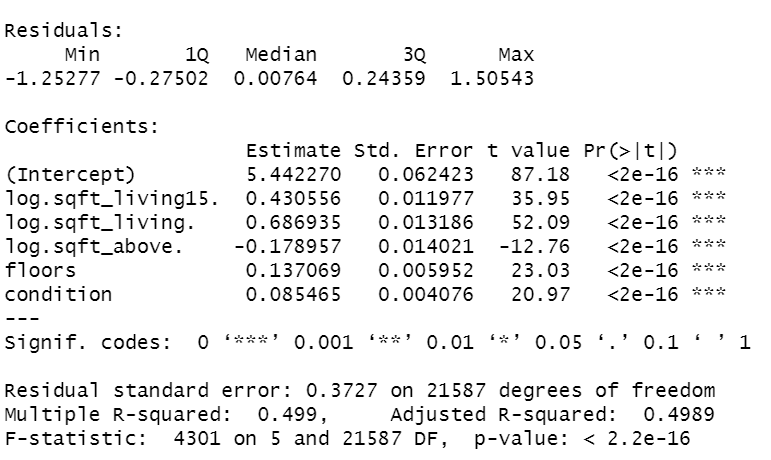 Residuals:
     Min       1Q   Median       3Q      Max
-1.25277 -0.27502  0.00764  0.24359  1.50543
Coefficients:
                    Estimate Std. Error t value Pr(>|t|)
(Intercept)         5.442270   0.062423   87.18   <2e-16 ***
log.sqft_living15.  0.430556   0.011977   35.95   <2e-16 ***
log.sqft_living.    0.686935   0.013186   52.09   <2e-16 ***
log.sqft_above.    -0.178957   0.014021  -12.76   <2e-16 ***
floors              0.137069   0.005952   23.03   <2e-16 ***
condition           0.085465   0.004076   20.97   <2e-16 ***
---
Signif. codes:  0 ‘***’ 0.001 ‘**’ 0.01 ‘*’ 0.05 ‘.’ 0.1 ‘ ’ 1
Residual standard error: 0.3727 on 21587 degrees of freedom
Multiple R-squared:  0.499,     Adjusted R-squared:  0.4989
F-statistic:  4301 on 5 and 21587 DF,  p-value: < 2.2e-16